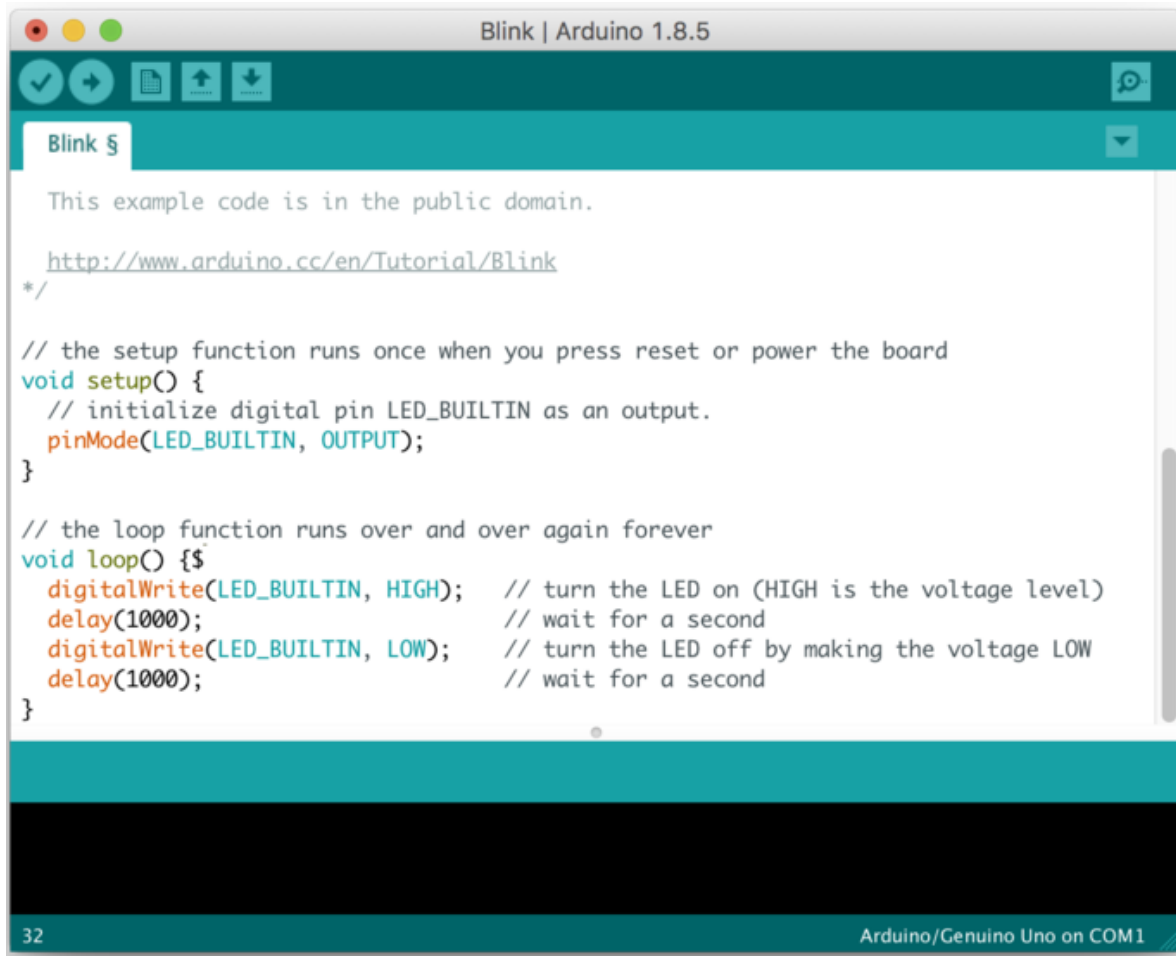 Blink | Arduino 1.8.5
Blink §
This example code is in the public domain.
http://www.arduino.cc/en/Tutorial/Blink
*/
// the setup function runs once when you press reset or power the board
void setup() {
  // initialize digital pin LED_BUILTIN as an output.
  pinMode(LED_BUILTIN, OUTPUT);
}
// the loop function runs over and over again forever
void loop() {$
  digitalWrite(LED_BUILTIN, HIGH);   // turn the LED on (HIGH is the voltage level)
  delay(1000);                       // wait for a second
  digitalWrite(LED_BUILTIN, LOW);    // turn the LED off by making the voltage LOW
  delay(1000);                       // wait for a second
}
32 Arduino/Genuino Uno on COM1